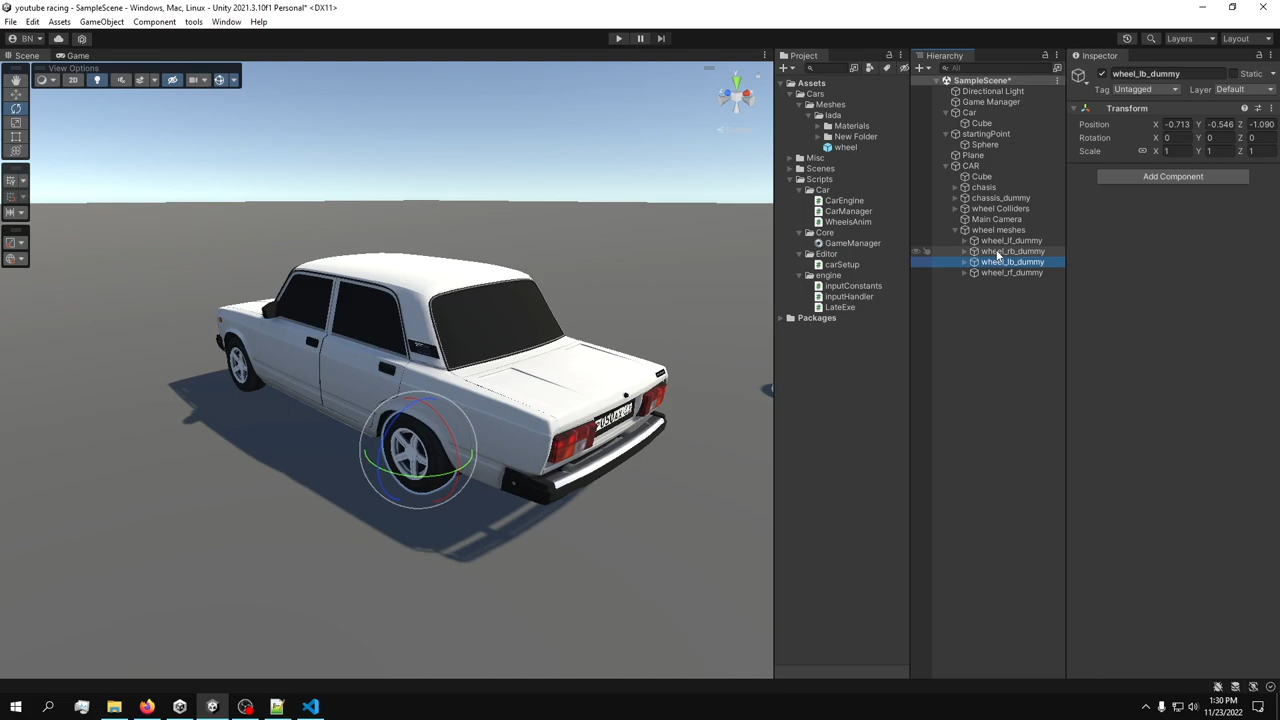 youtube racing - SampleScene - Windows, Mac, Linux - Unity 2021.3.10f1 Personal* <DX11>
File Edit Assets GameObject Component tools Window Help
BN Layers Layout
Scene Game
View Options
Project
Assets
Cars
Meshes
lada
Materials
New Folder
wheel
Misc
Scenes
Scripts
Car
CarEngine
CarManager
WheelsAnim
Core
GameManager
Editor
carSetup
engine
inputConstants
inputHandler
LateExe
Packages
Hierarchy
All
SampleScene*
Directional Light
Game Manager
Car
Cube
startingPoint
Sphere
Plane
CAR
Cube
chasis
chassis_dummy
wheel Colliders
Main Camera
wheel meshes
wheel_lf_dummy
wheel_rb_dummy
wheel_lb_dummy
wheel_rf_dummy
Inspector
wheel_lb_dummy Static
Tag Untagged Layer Default
Transform
Position X -0.713 Y -0.546 Z -1.090
Rotation X 0 Y 0 Z 0
Scale X 1 Y 1 Z 1
Add Component
1:30 PM
11/23/2022